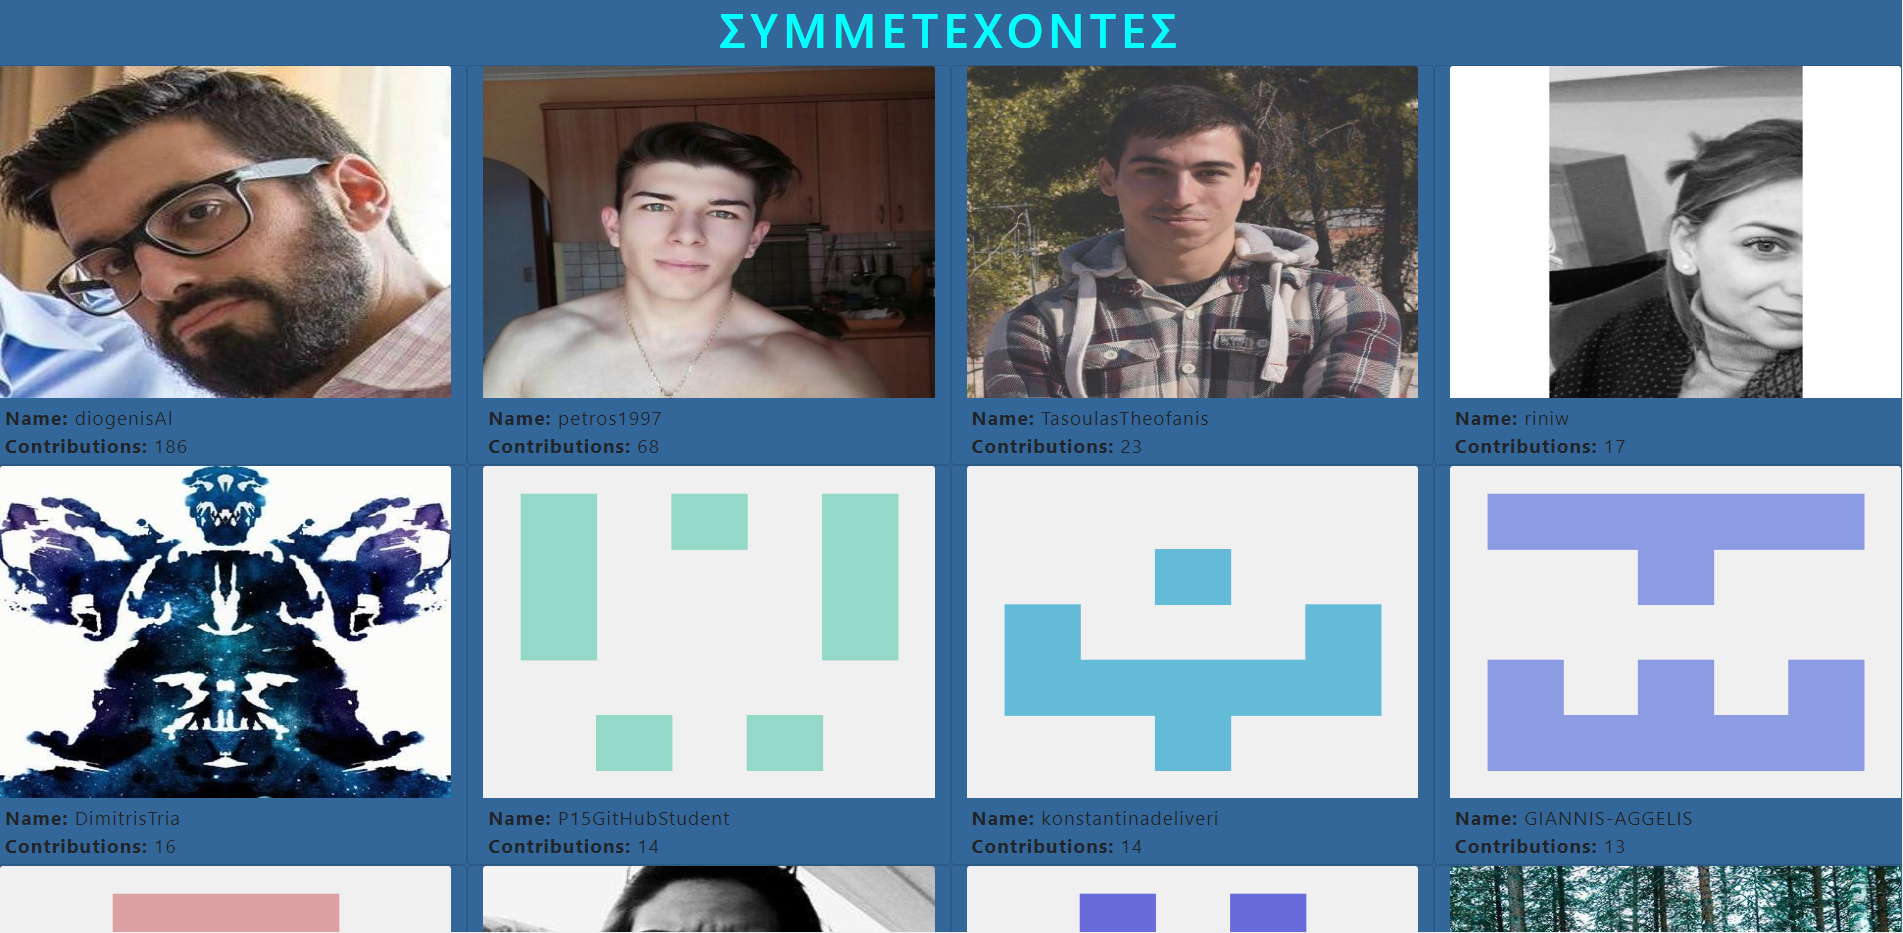 ΣΥΜΜΕΤΕΧΟΝΤΕΣ
Name: diogenisAl
Contributions: 186
Name: petros1997
Contributions: 68
Name: TasoulasTheofanis
Contributions: 23
Name: riniw
Contributions: 17
Name: DimitrisTria
Contributions: 16
Name: P15GitHubStudent
Contributions: 14
Name: konstantinadeliveri
Contributions: 14
Name: GIANNIS-AGGELIS
Contributions: 13